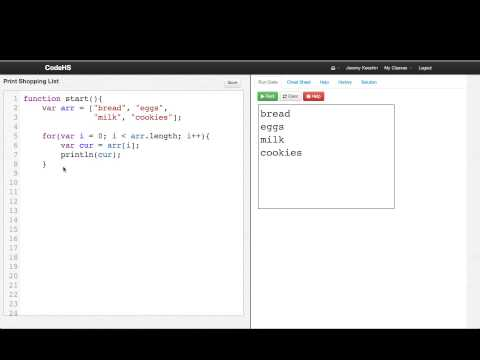 CodeHS
Jeremy Keeshin
My Classes
Logout
Print Shopping List
Save
1 function start(){
2 var arr = ["bread", "eggs",
3 "milk", "cookies"];
4
5 for(var i = 0; i < arr.length; i++){
6 var cur = arr[i];
7 println(cur);
8 }
9
10
11
12
13
14
15
16
17
18
19
20
21
22
23
24
Run Code
Cheat Sheet
Help
History
Solution
Run
Clear
Help
bread
eggs
milk
cookies